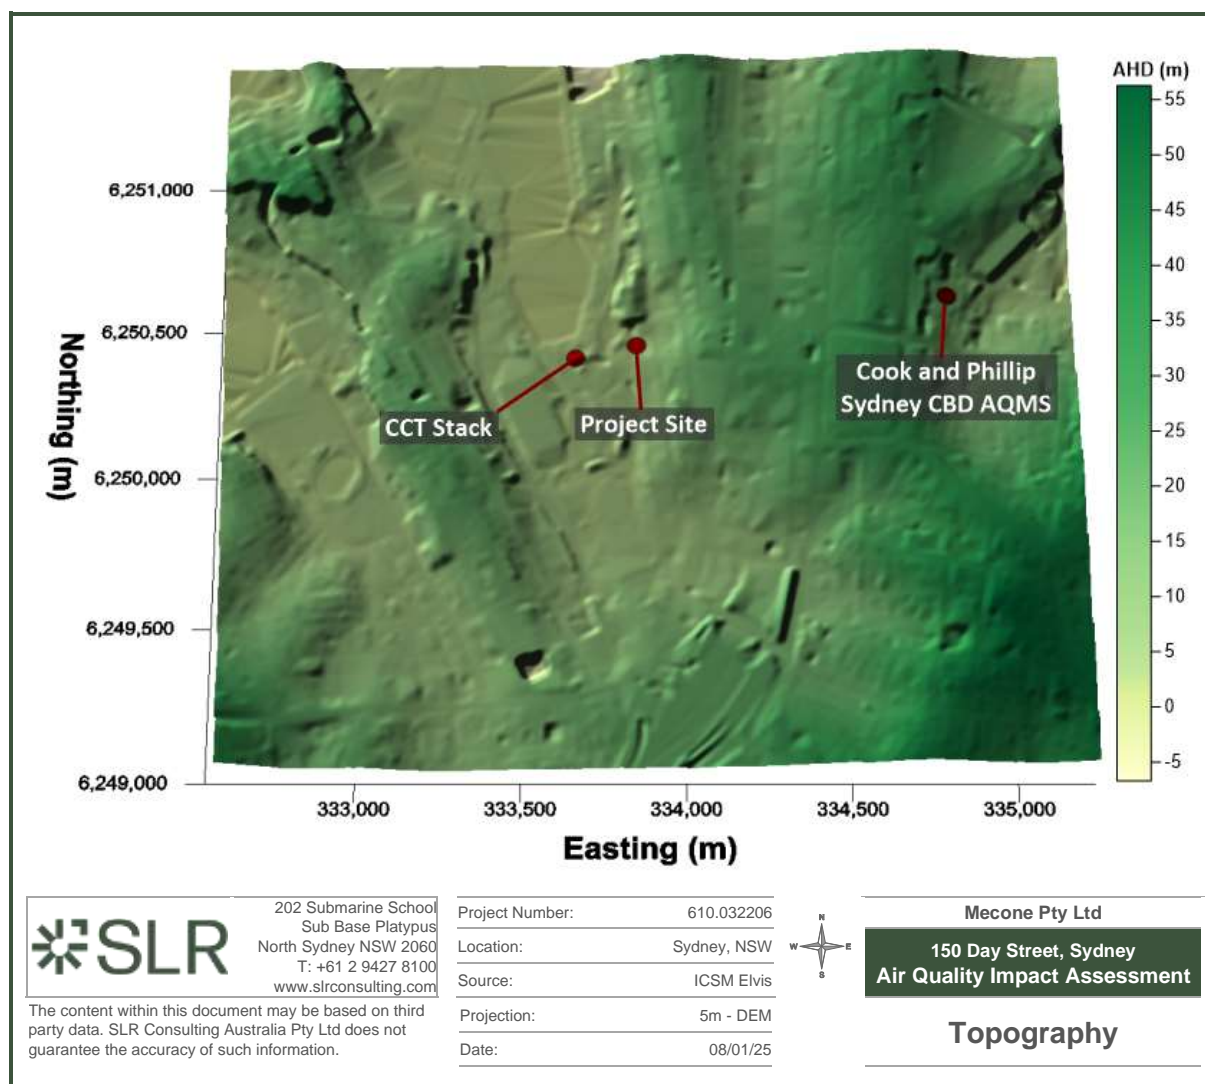 AHD (m)
55
50
45
40
35
30
25
20
15
10
5
0
-5
Northing (m)
6,251,000
6,250,500
6,250,000
6,249,500
6,249,000
CCT Stack
Project Site
Cook and Phillip
Sydney CBD AQMS
333,000
333,500
334,000
334,500
335,000
Easting (m)
SLR
202 Submarine School
Sub Base Platypus
North Sydney NSW 2060
T: +61 2 9427 8100
www.slrconsulting.com
The content within this document may be based on third
party data. SLR Consulting Australia Pty Ltd does not
guarantee the accuracy of such information.
Project Number: 610.032206
Location: Sydney, NSW
Source: ICSM Elvis
Projection: 5m - DEM
Date: 08/01/25
N
W E
S
Mecone Pty Ltd
150 Day Street, Sydney
Air Quality Impact Assessment
Topography